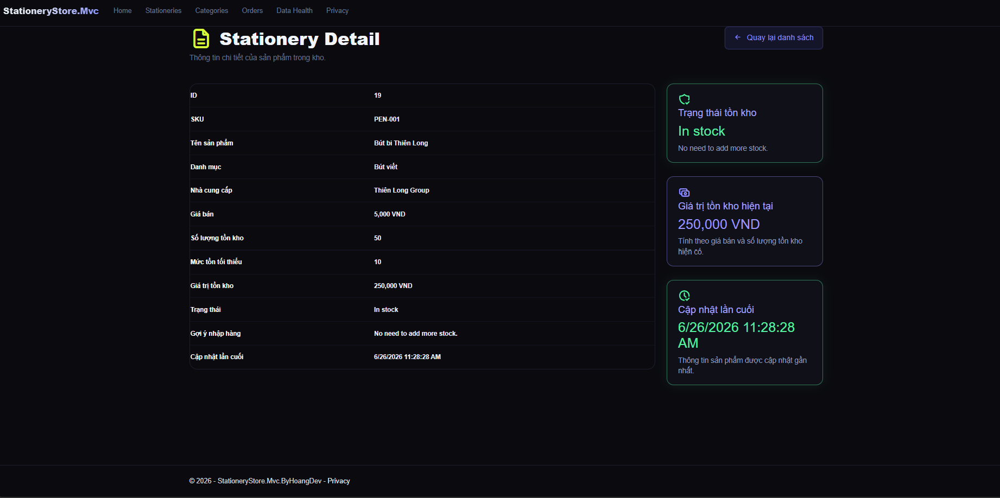 StationeryStore.Mvc Home Stationeries Categories Orders Data Health Privacy
Stationery Detail
← Quay lại danh sách
Thông tin chi tiết của sản phẩm trong kho.
ID 19
SKU PEN-001
Tên sản phẩm Bút bi Thiên Long
Danh mục Bút viết
Nhà cung cấp Thiên Long Group
Giá bán 5,000 VND
Số lượng tồn kho 50
Mức tồn tối thiểu 10
Giá trị tồn kho 250,000 VND
Trạng thái In stock
Gợi ý nhập hàng No need to add more stock.
Cập nhật lần cuối 6/26/2026 11:28:28 AM
Trạng thái tồn kho
In stock
No need to add more stock.
Giá trị tồn kho hiện tại
250,000 VND
Tính theo giá bán và số lượng tồn kho
hiện có.
Cập nhật lần cuối
6/26/2026 11:28:28
AM
Thông tin sản phẩm được cập nhật gần
nhất.
© 2026 - StationeryStore.Mvc.ByHoangDev - Privacy